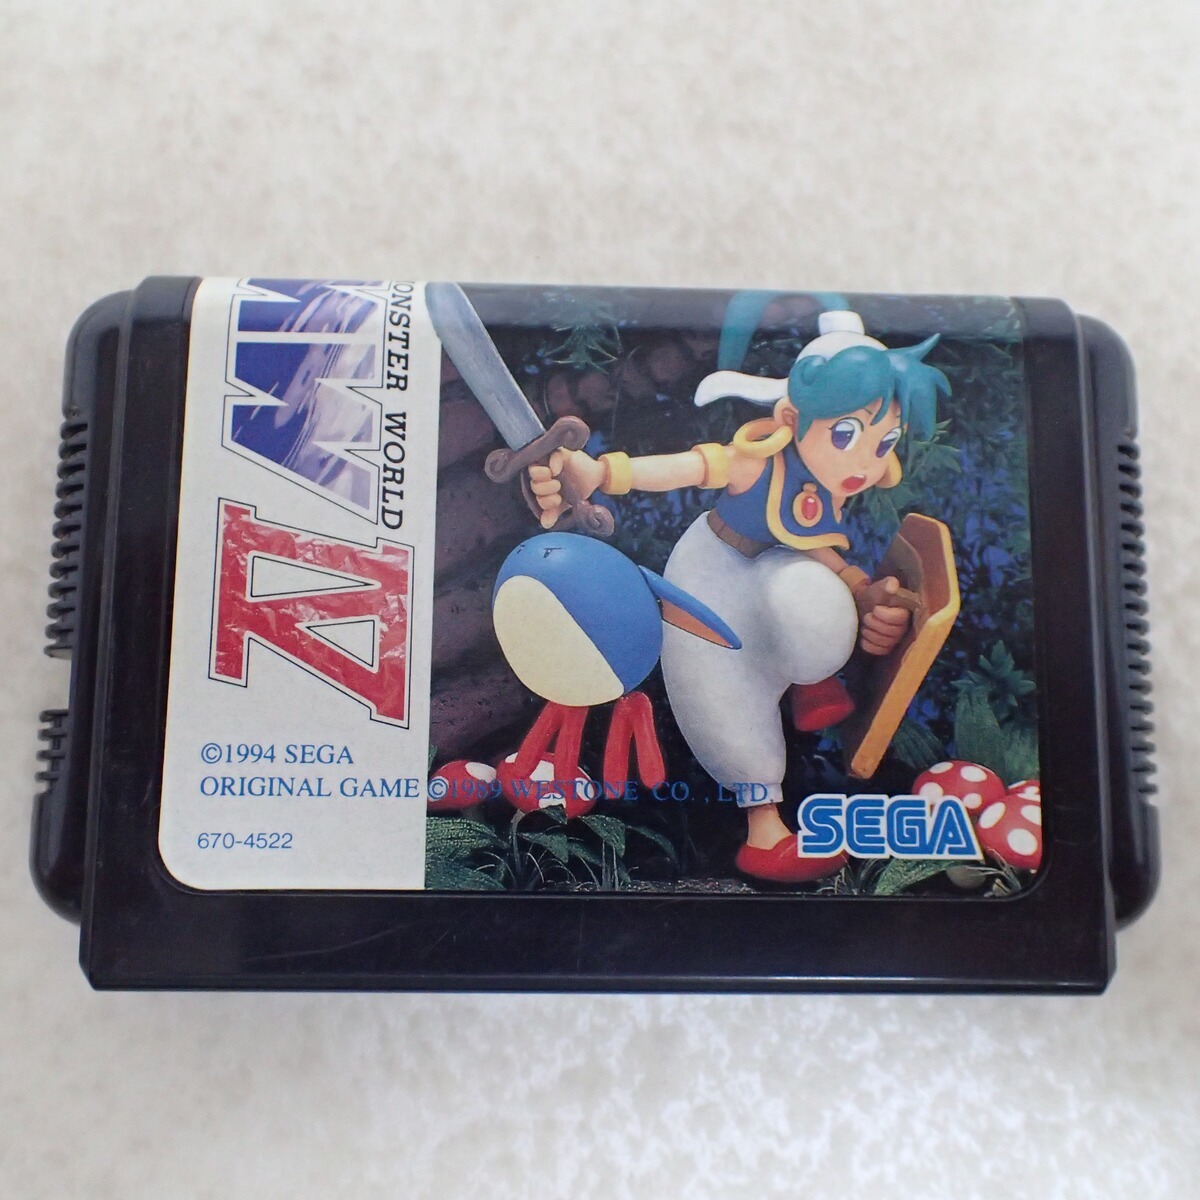 MW
IV
MONSTER WORLD
©1994 SEGA
ORIGINAL GAME ©1989 WESTONE CO., LTD
670-4522
SEGA